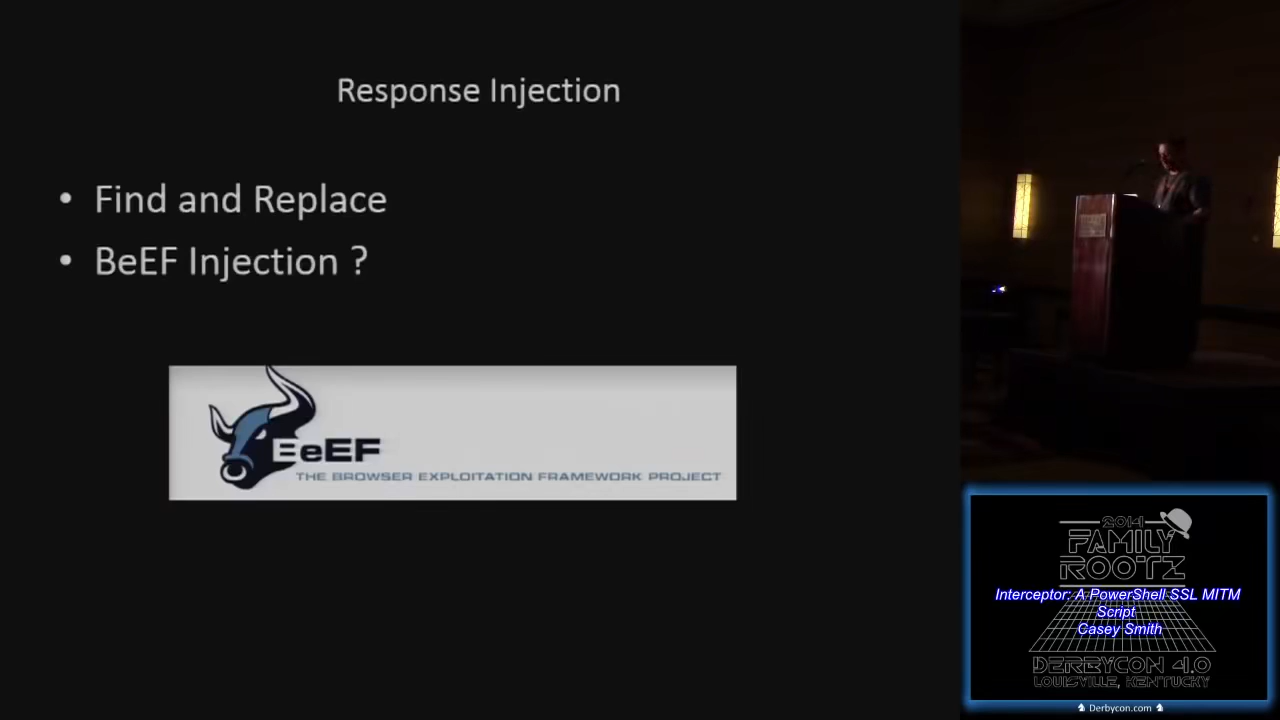 Response Injection
• Find and Replace
• BeEF Injection ?
EeEF
THE BROWSER EXPLOITATION FRAMEWORK PROJECT
2014
FAMILY
ROOTZ
Interceptor: A PowerShell SSL MITM
Script
Casey Smith
DERBYCON 4.0
LOUISVILLE, KENTUCKY
Derbycon.com